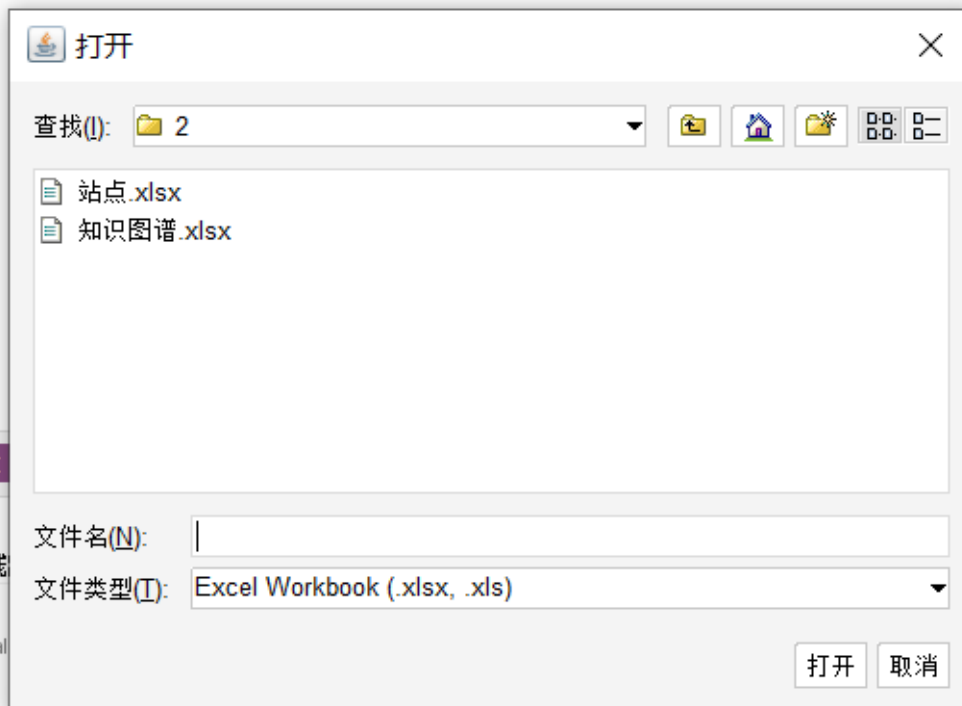 打开
查找(I): 2
站点.xlsx
知识图谱.xlsx
文件名(N):
文件类型(T): Excel Workbook (.xlsx, .xls)
打开 取消